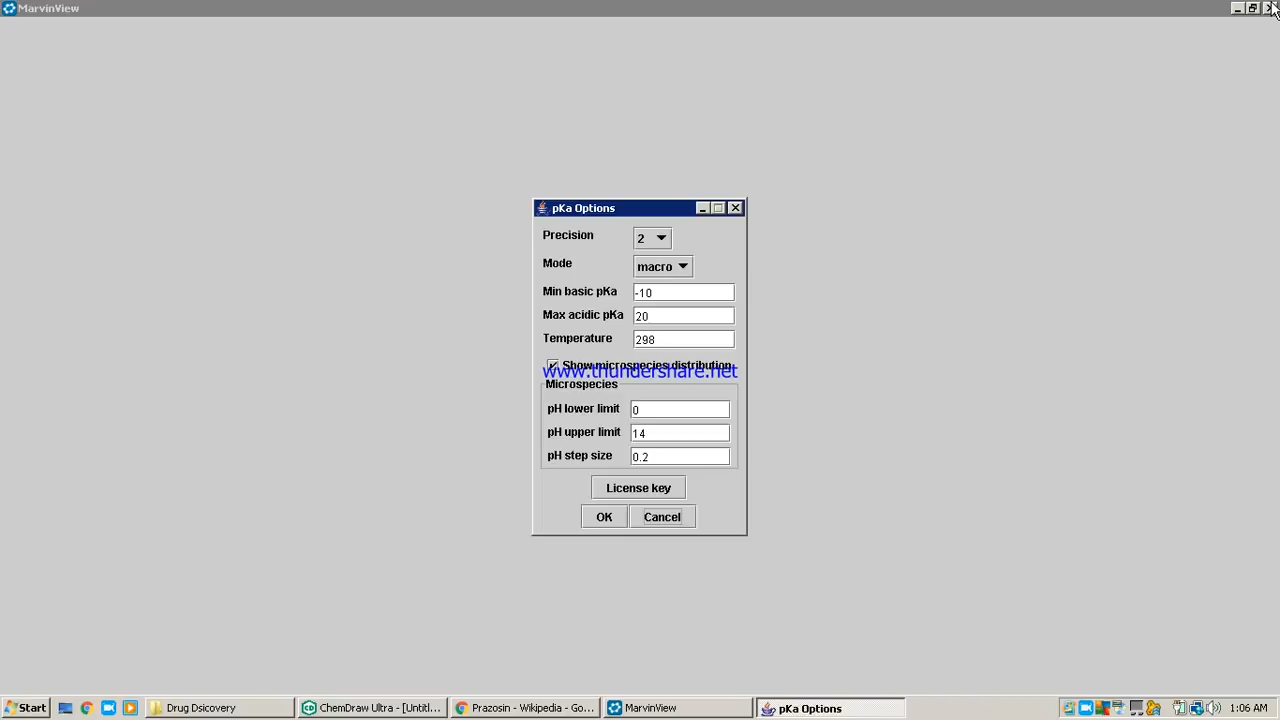 MarvinView
pKa Options
Precision 2
Mode macro
Min basic pKa -10
Max acidic pKa 20
Temperature 298
Show microspecies distribution
www.thundershare.net
Microspecies
pH lower limit 0
pH upper limit 14
pH step size 0.2
License key
OK Cancel
Start Drug Dsicovery ChemDraw Ultra - [Untitl... Prazosin - Wikipedia - Go... MarvinView pKa Options 1:06 AM